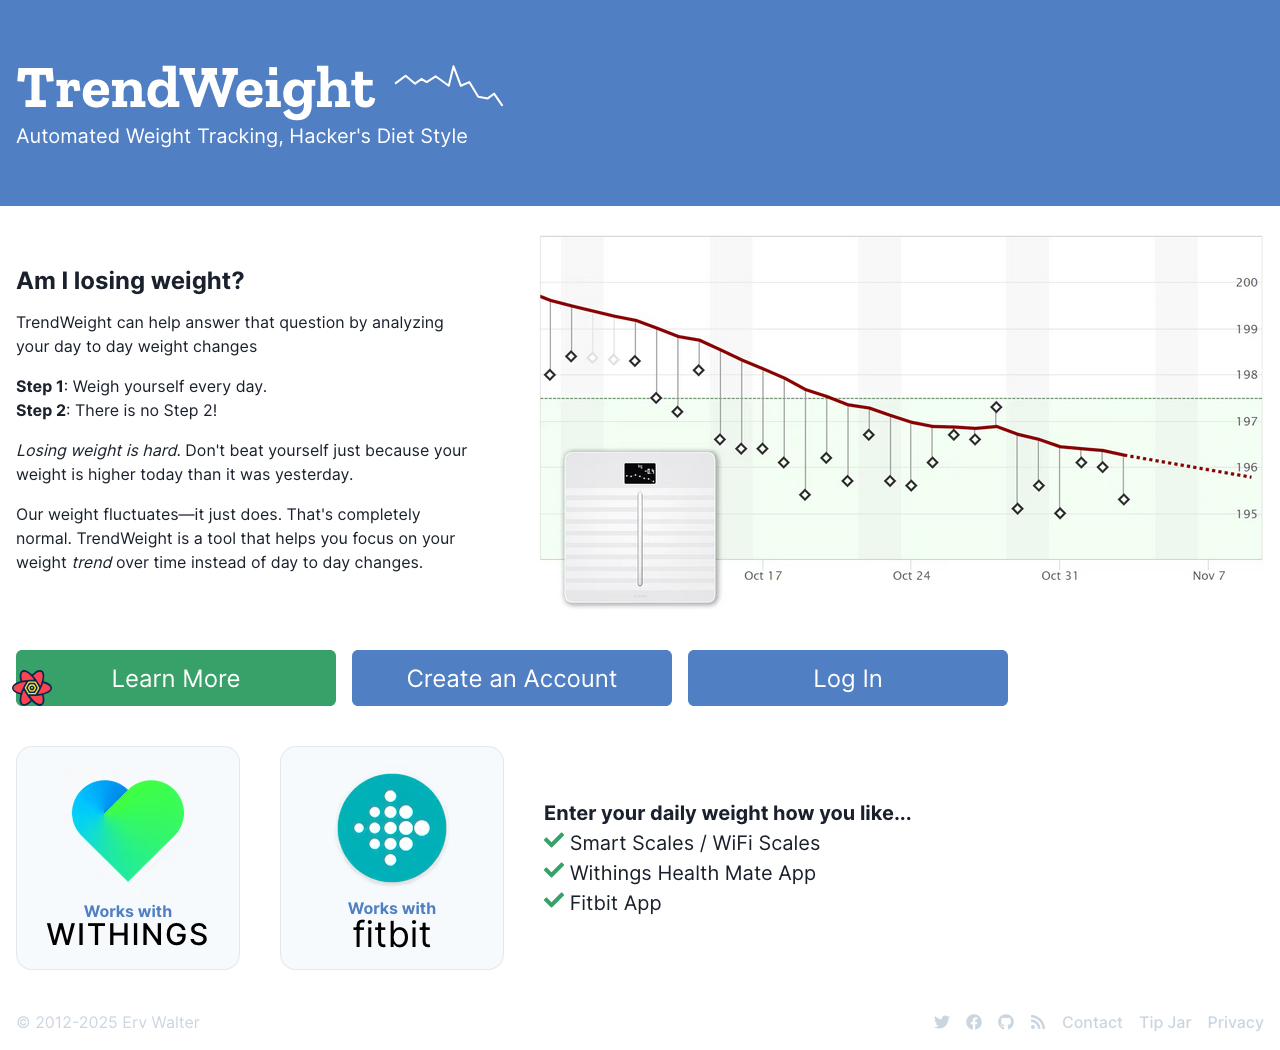 TrendWeight
Automated Weight Tracking, Hacker's Diet Style
Am I losing weight?
TrendWeight can help answer that question by analyzing
your day to day weight changes
Step 1: Weigh yourself every day.
Step 2: There is no Step 2!
Losing weight is hard. Don't beat yourself just because your
weight is higher today than it was yesterday.
Our weight fluctuates—it just does. That's completely
normal. TrendWeight is a tool that helps you focus on your
weight trend over time instead of day to day changes.
200
199
198
197
196
195
Oct 17
Oct 24
Oct 31
Nov 7
Learn More
Create an Account
Log In
Works with
WITHINGS
Works with
fitbit
Enter your daily weight how you like...
Smart Scales / WiFi Scales
Withings Health Mate App
Fitbit App
© 2012-2025 Erv Walter
Contact
Tip Jar
Privacy